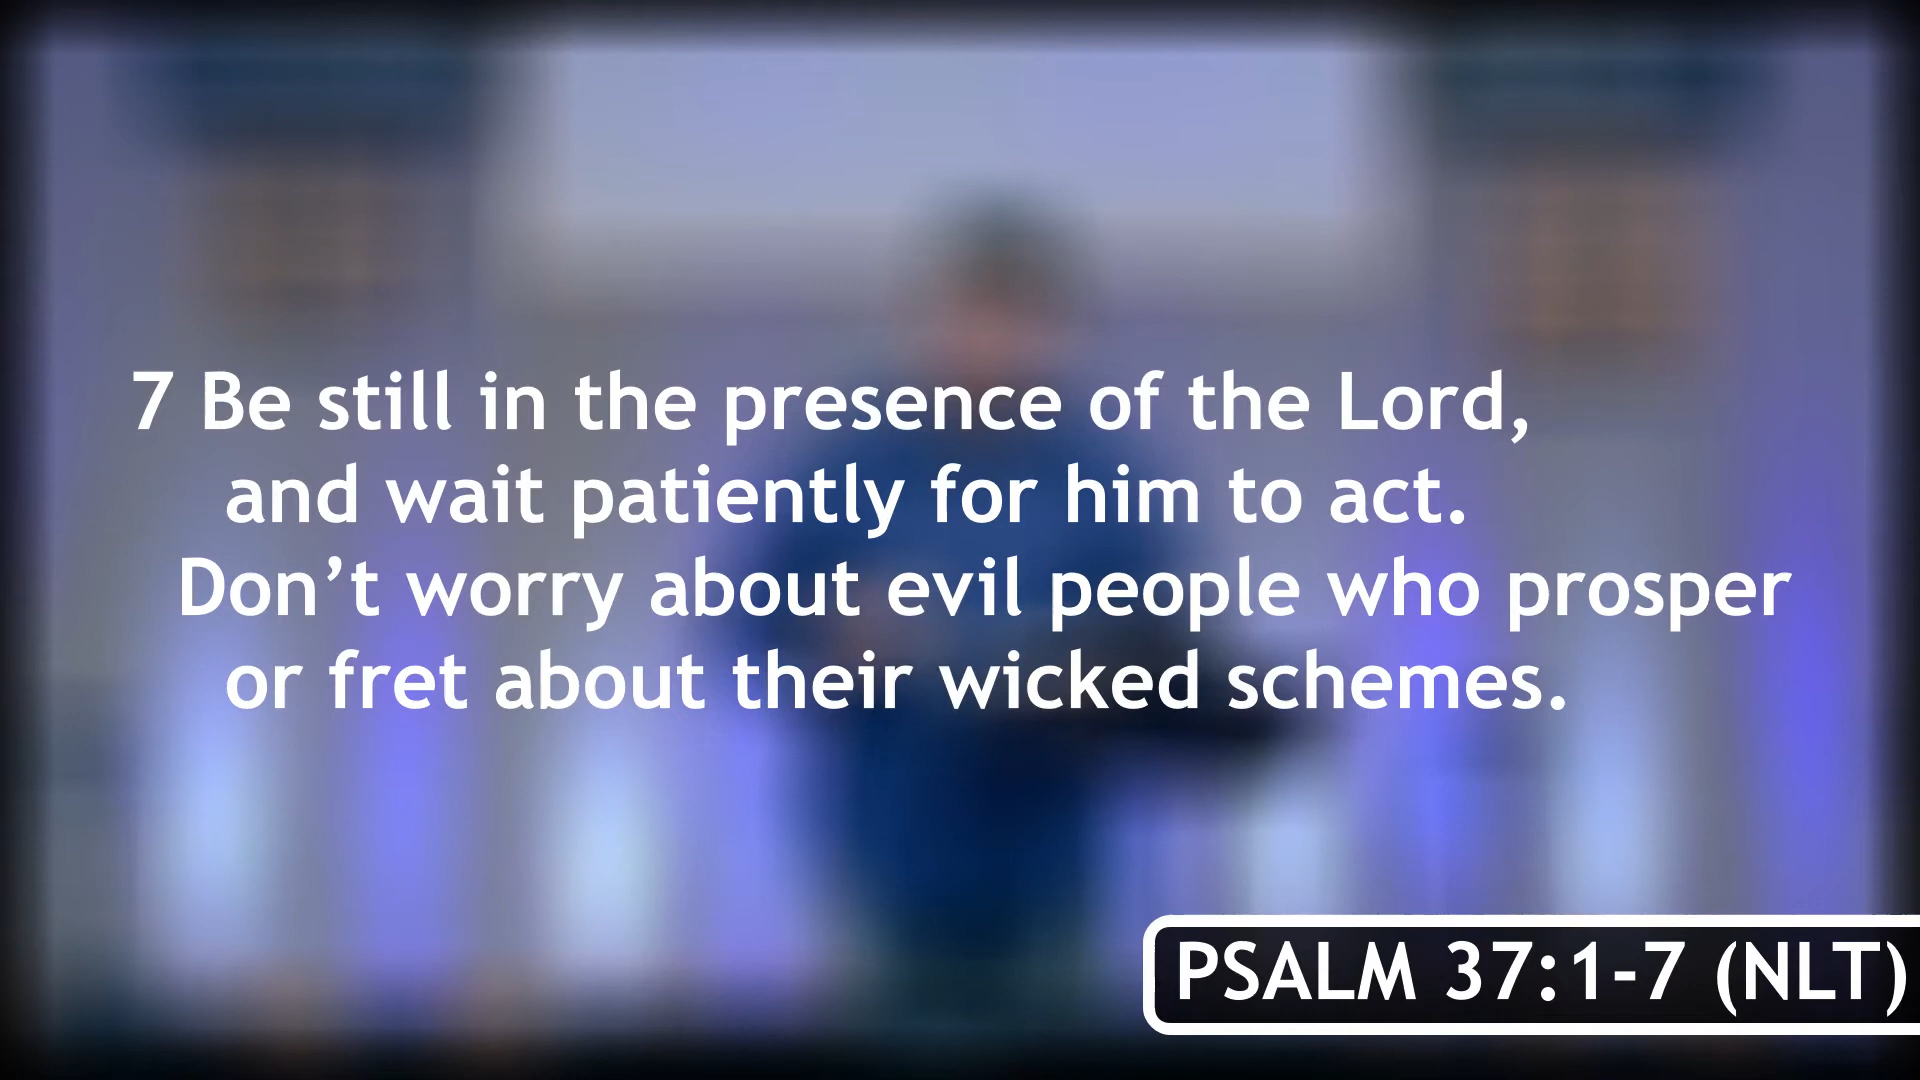 7 Be still in the presence of the Lord,
and wait patiently for him to act.
Don’t worry about evil people who prosper
or fret about their wicked schemes.
PSALM 37:1-7 (NLT)